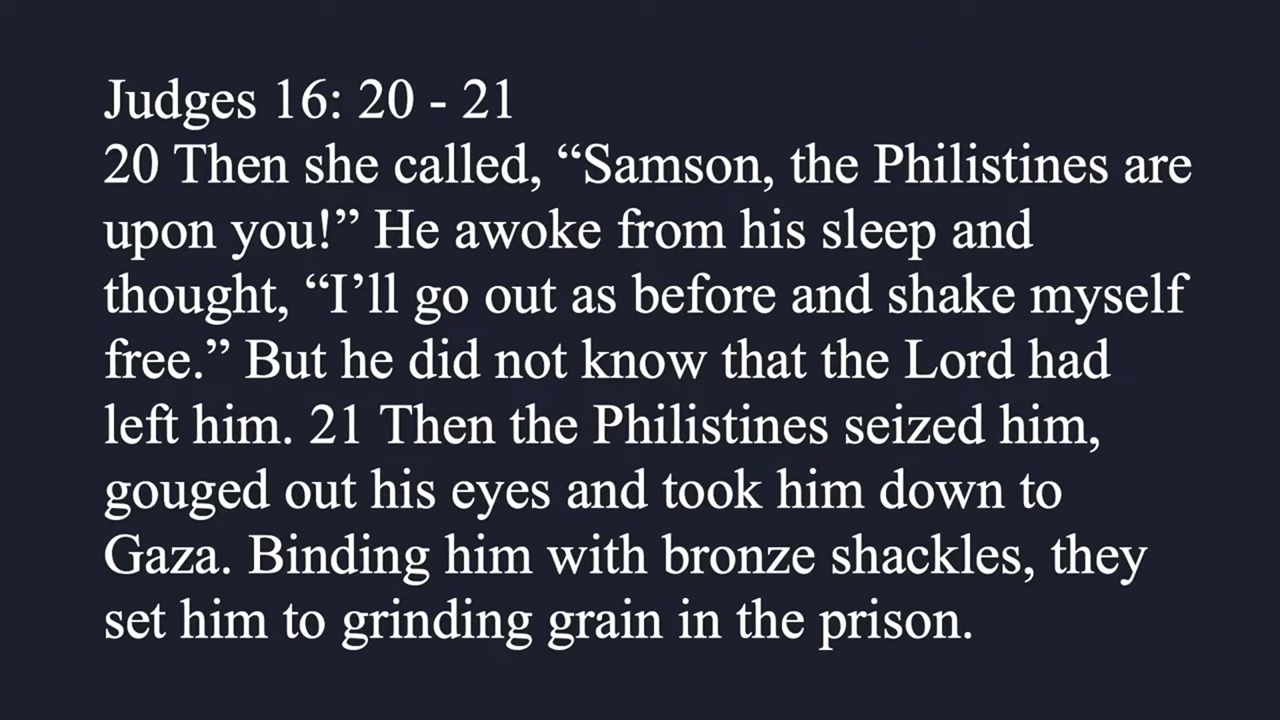 Judges 16: 20 - 21
20 Then she called, “Samson, the Philistines are
upon you!” He awoke from his sleep and
thought, “I’ll go out as before and shake myself
free.” But he did not know that the Lord had
left him. 21 Then the Philistines seized him,
gouged out his eyes and took him down to
Gaza. Binding him with bronze shackles, they
set him to grinding grain in the prison.